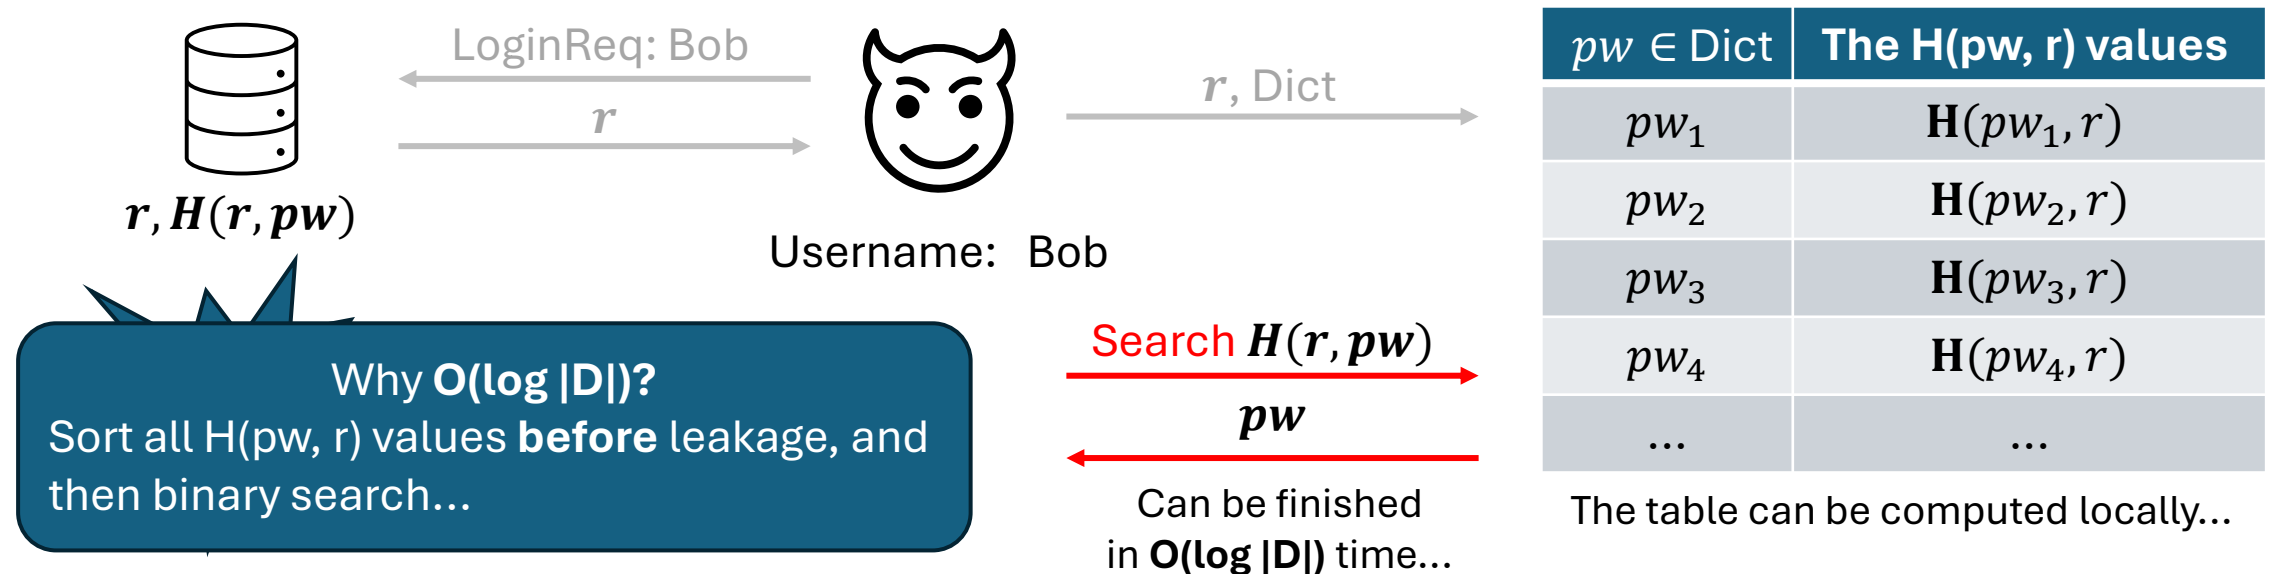 LoginReq: Bob
r
r, H(r, pw)
Username: Bob
r, Dict
Why O(log |D|)?
Sort all H(pw, r) values before leakage, and
then binary search...
Search H(r, pw)
pw
Can be finished
in O(log |D|) time...
pw ∈ Dict The H(pw, r) values
pw₁ H(pw₁, r)
pw₂ H(pw₂, r)
pw₃ H(pw₃, r)
pw₄ H(pw₄, r)
... ...
The table can be computed locally...